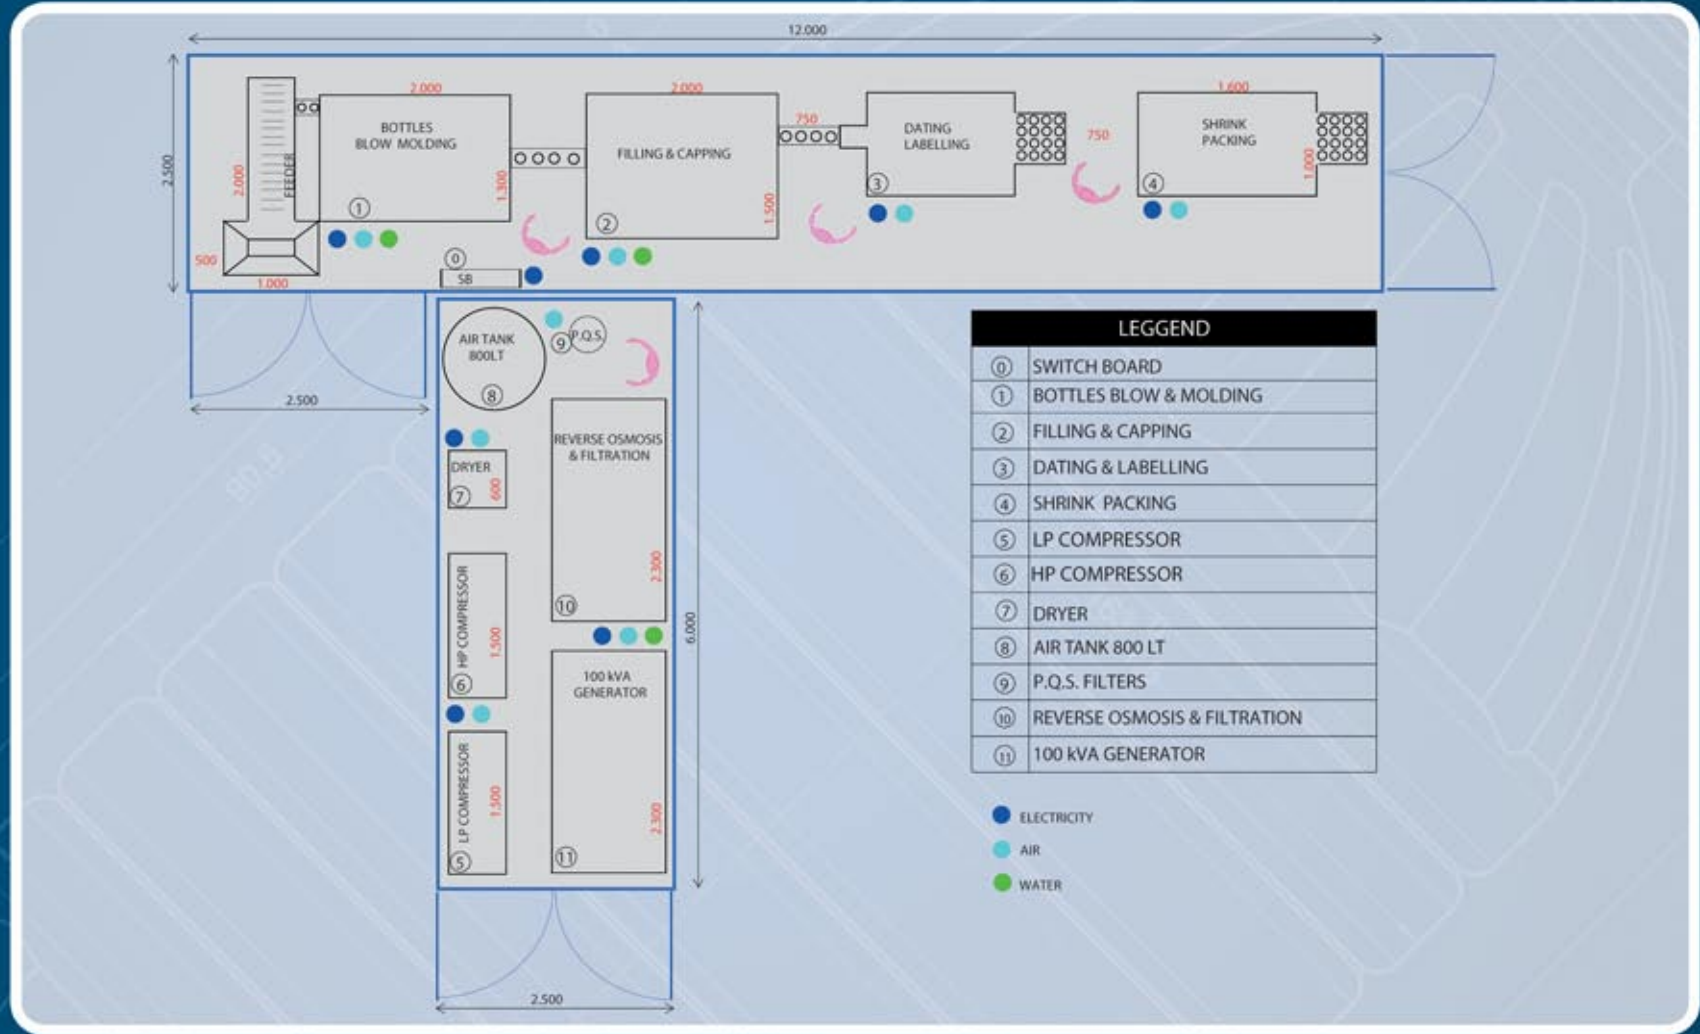 12.000
2.500
2.000
FEEDER
500
1.000
2.000
BOTTLES
BLOW MOLDING
1.300
1
0
SB
2.000
FILLING & CAPPING
1.500
2
750
DATING
LABELLING
3
750
1.600
SHRINK
PACKING
1.000
4
2.500
AIR TANK
800LT
8
9
P.Q.S.
DRYER
600
7
REVERSE OSMOSIS
& FILTRATION
2.300
10
HP COMPRESSOR
1.500
6
100 kVA
GENERATOR
2.300
11
LP COMPRESSOR
1.500
5
6.000
2.500
LEGGEND
0 SWITCH BOARD
1 BOTTLES BLOW & MOLDING
2 FILLING & CAPPING
3 DATING & LABELLING
4 SHRINK PACKING
5 LP COMPRESSOR
6 HP COMPRESSOR
7 DRYER
8 AIR TANK 800 LT
9 P.Q.S. FILTERS
10 REVERSE OSMOSIS & FILTRATION
11 100 kVA GENERATOR
ELECTRICITY
AIR
WATER